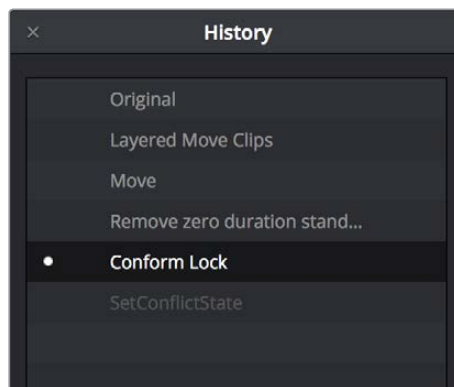 History
Original
Layered Move Clips
Move
Remove zero duration stand...
Conform Lock
SetConflictState